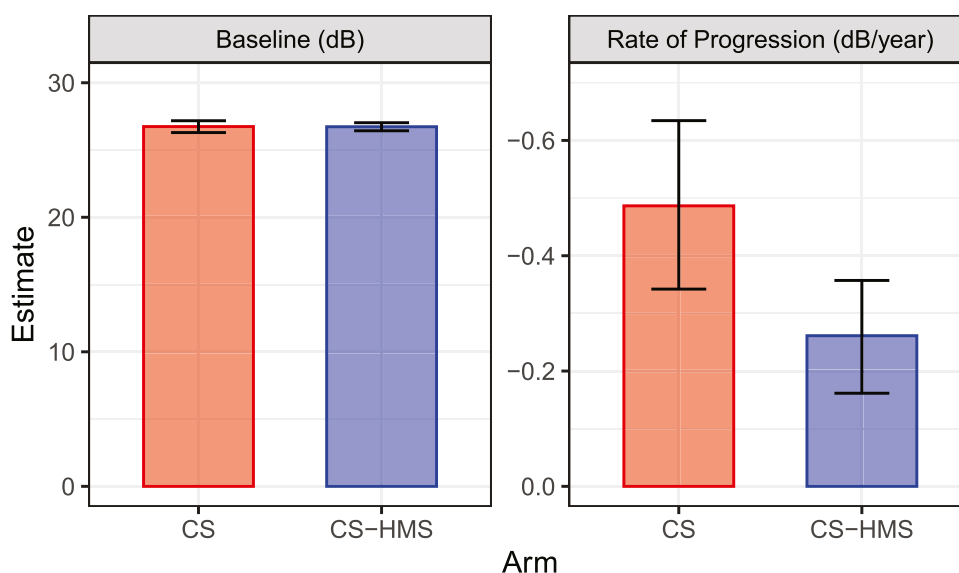 Baseline (dB)
Rate of Progression (dB/year)
Estimate
30
20
10
0
−0.6
−0.4
−0.2
0.0
CS
CS−HMS
CS
CS−HMS
Arm